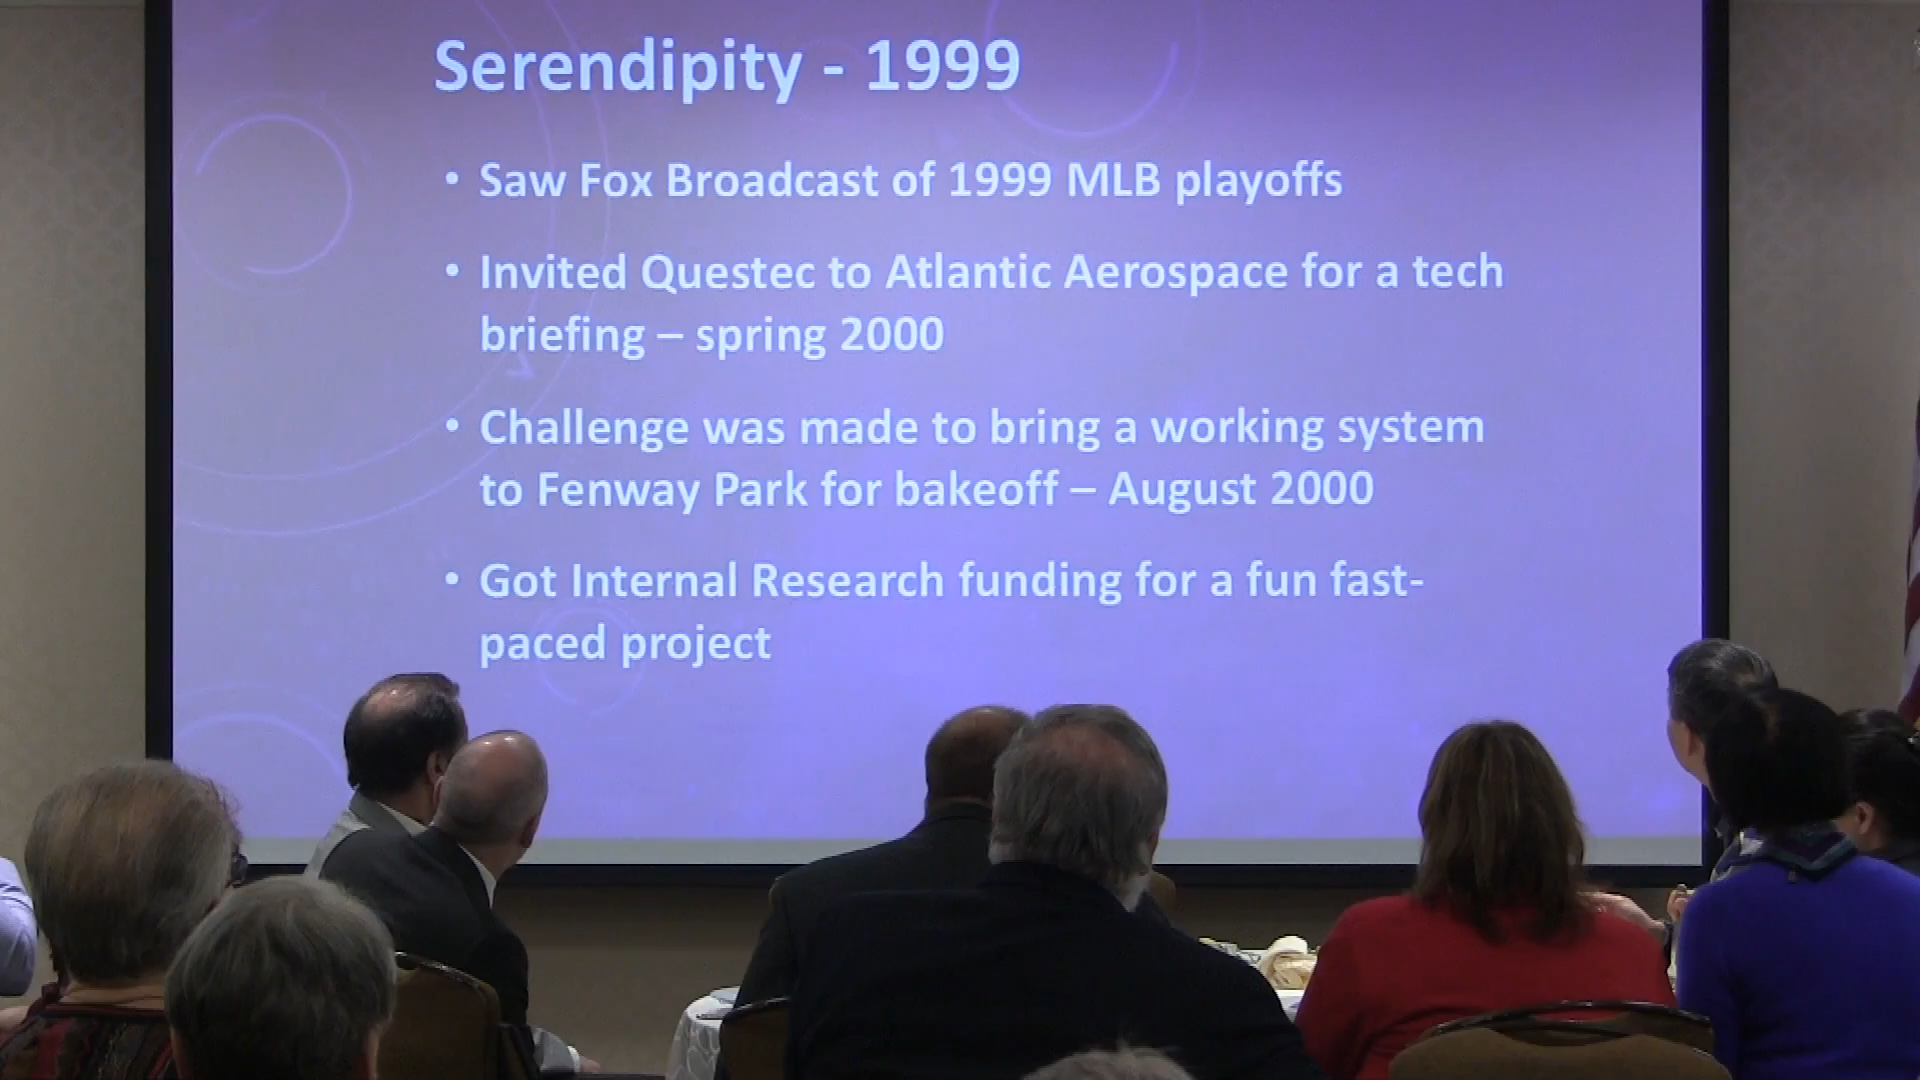 Serendipity - 1999
• Saw Fox Broadcast of 1999 MLB playoffs
• Invited Questec to Atlantic Aerospace for a tech
briefing – spring 2000
• Challenge was made to bring a working system
to Fenway Park for bakeoff – August 2000
• Got Internal Research funding for a fun fast-
paced project